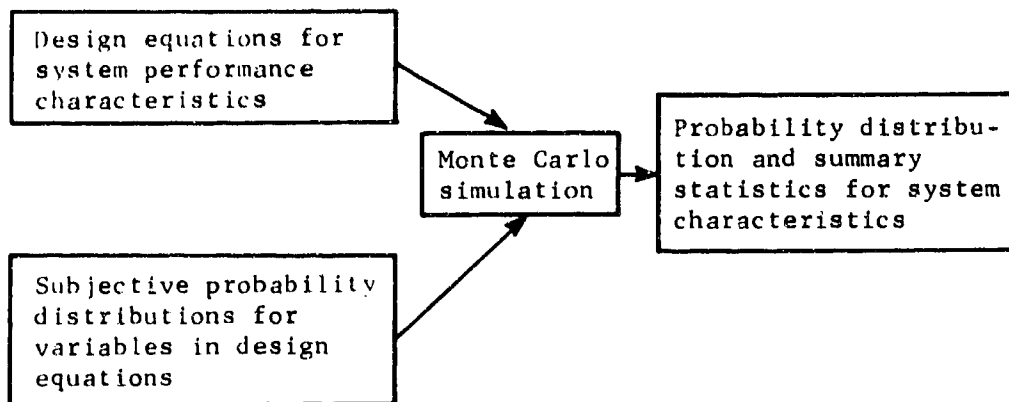 Design equations for
system performance
characteristics
Monte Carlo
simulation
Probability distribu-
tion and summary
statistics for system
characteristics
Subjective probability
distributions for
variables in design
equations